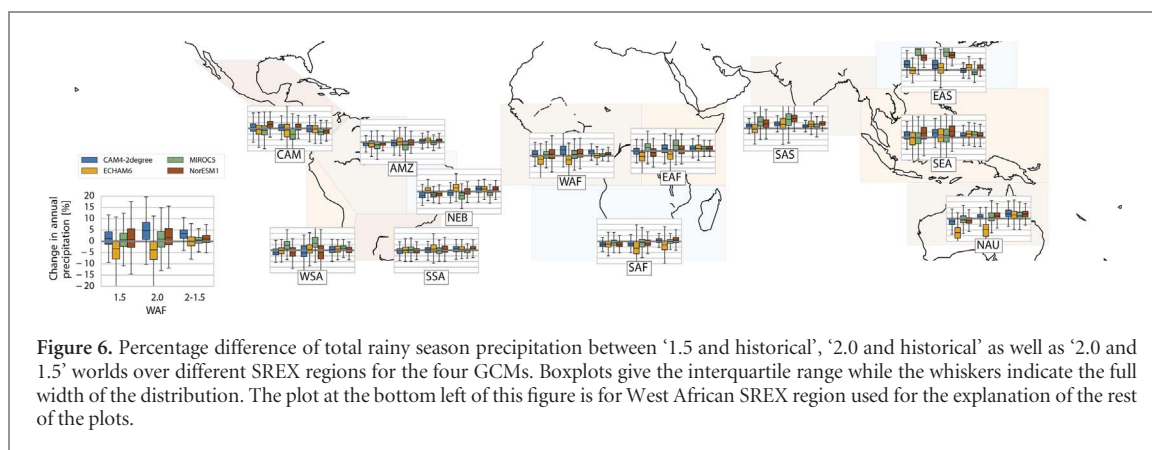 EAS
CAM
AMZ
WAF
EAF
SAS
SEA
NEB
NAU
WSA
SSA
SAF
CAM4-2degree
MIROC5
ECHAM6
NorESM1
Change in annual
precipitation [%]
20
15
10
5
0
−5
−10
−15
−20
1.5
2.0
2-1.5
WAF
Figure 6. Percentage difference of total rainy season precipitation between ‘1.5 and historical’, ‘2.0 and historical’ as well as ‘2.0 and
1.5’ worlds over different SREX regions for the four GCMs. Boxplots give the interquartile range while the whiskers indicate the full
width of the distribution. The plot at the bottom left of this figure is for West African SREX region used for the explanation of the rest
of the plots.